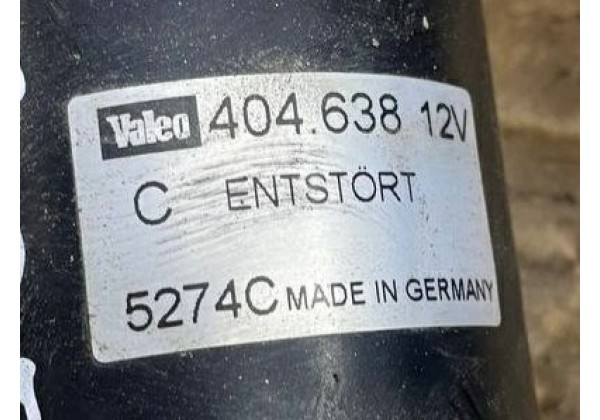 Valeo 404.638 12V
C ENTSTÖRT
5274C MADE IN GERMANY